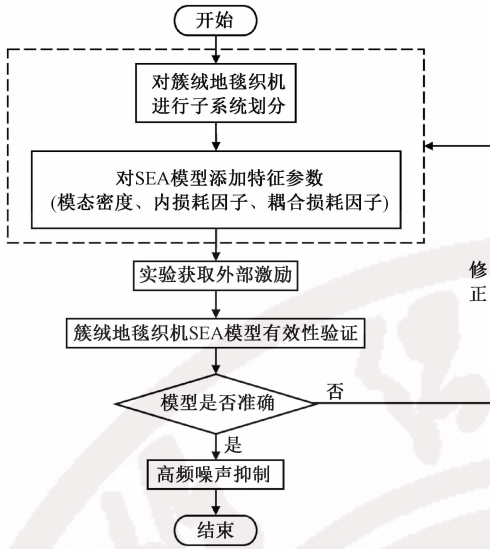 开始
对簇绒地毯织机
进行子系统划分
对SEA模型添加特征参数
(模态密度、内损耗因子、耦合损耗因子)
实验获取外部激励
修
正
簇绒地毯织机SEA模型有效性验证
模型是否准确
否
是
高频噪声抑制
结束